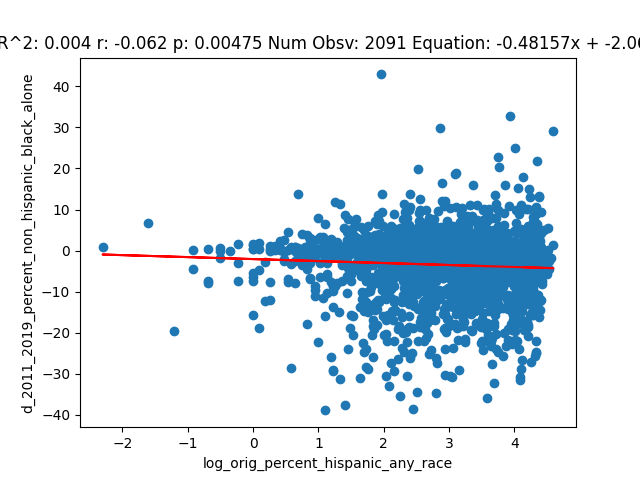 R^2: 0.004 r: -0.062 p: 0.00475 Num Obsv: 2091 Equation: -0.48157x + -2.06
d_2011_2019_percent_non_hispanic_black_alone
40
30
20
10
0
−10
−20
−30
−40
−2 −1 0 1 2 3 4
log_orig_percent_hispanic_any_race